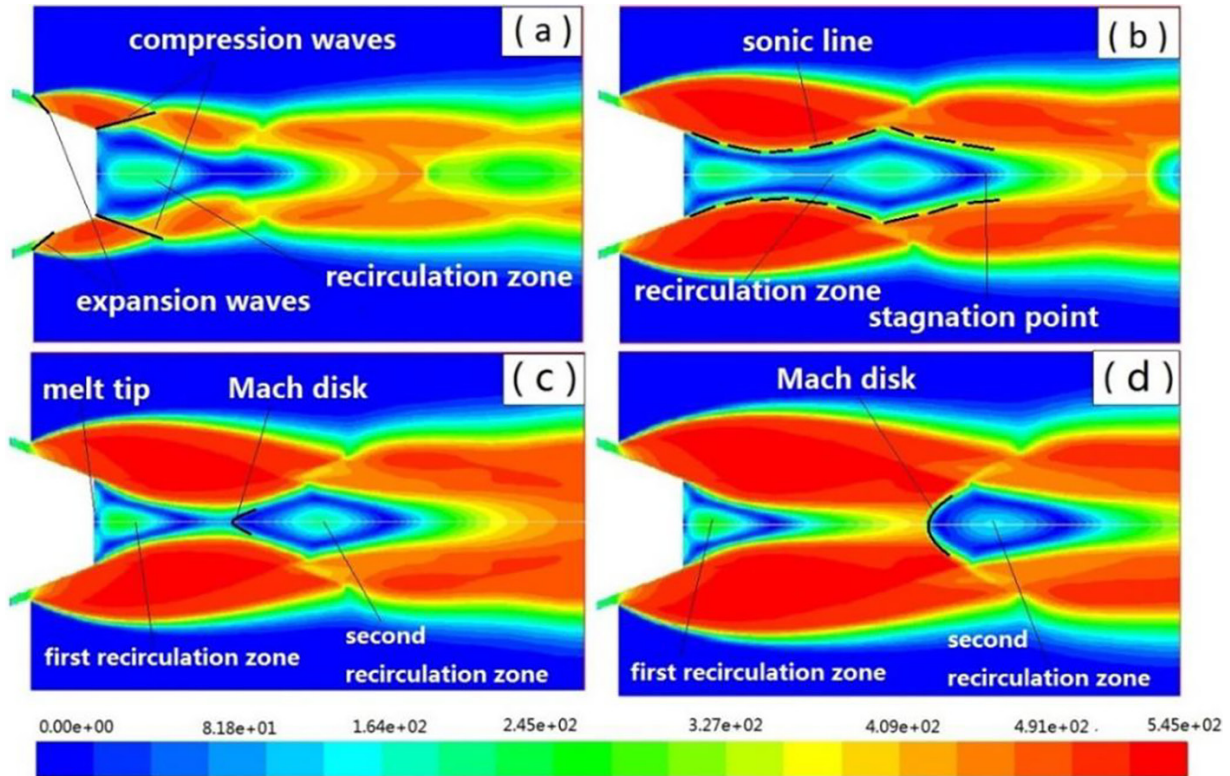 ( a )
compression waves
recirculation zone
expansion waves
( b )
sonic line
recirculation zone
stagnation point
( c )
melt tip
Mach disk
first recirculation zone
second
recirculation zone
( d )
Mach disk
first recirculation zone
second
recirculation zone
0.00e+00 8.18e+01 1.64e+02 2.45e+02 3.27e+02 4.09e+02 4.91e+02 5.45e+02